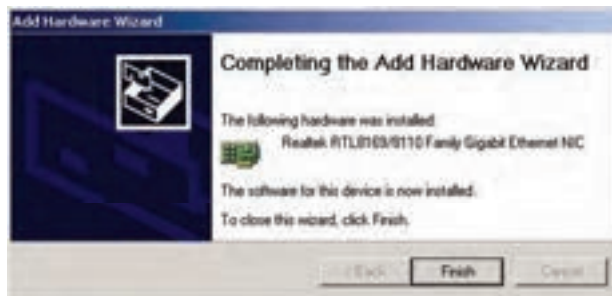 Add Hardware Wizard
Completing the Add Hardware Wizard
The following hardware was installed:
Realtek RTL8169/8110 Family Gigabit Ethernet NIC
The software for this device is now installed.
To close this wizard, click Finish.
< Back
Finish
Cancel